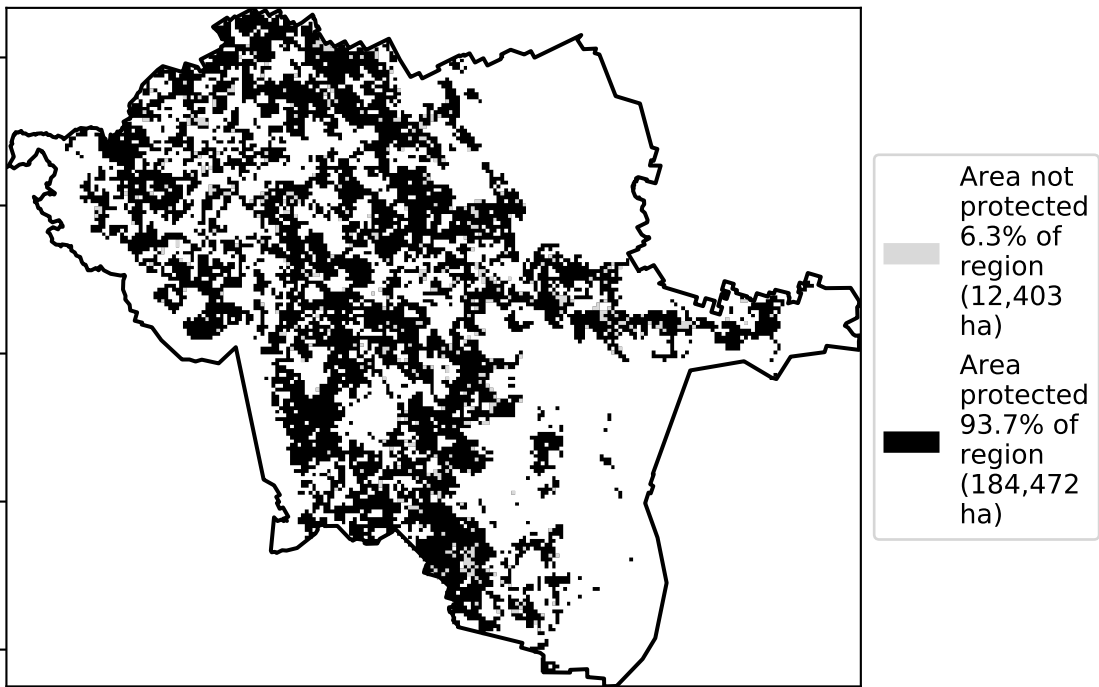 Area not
protected
6.3% of
region
(12,403
ha)
Area
protected
93.7% of
region
(184,472
ha)